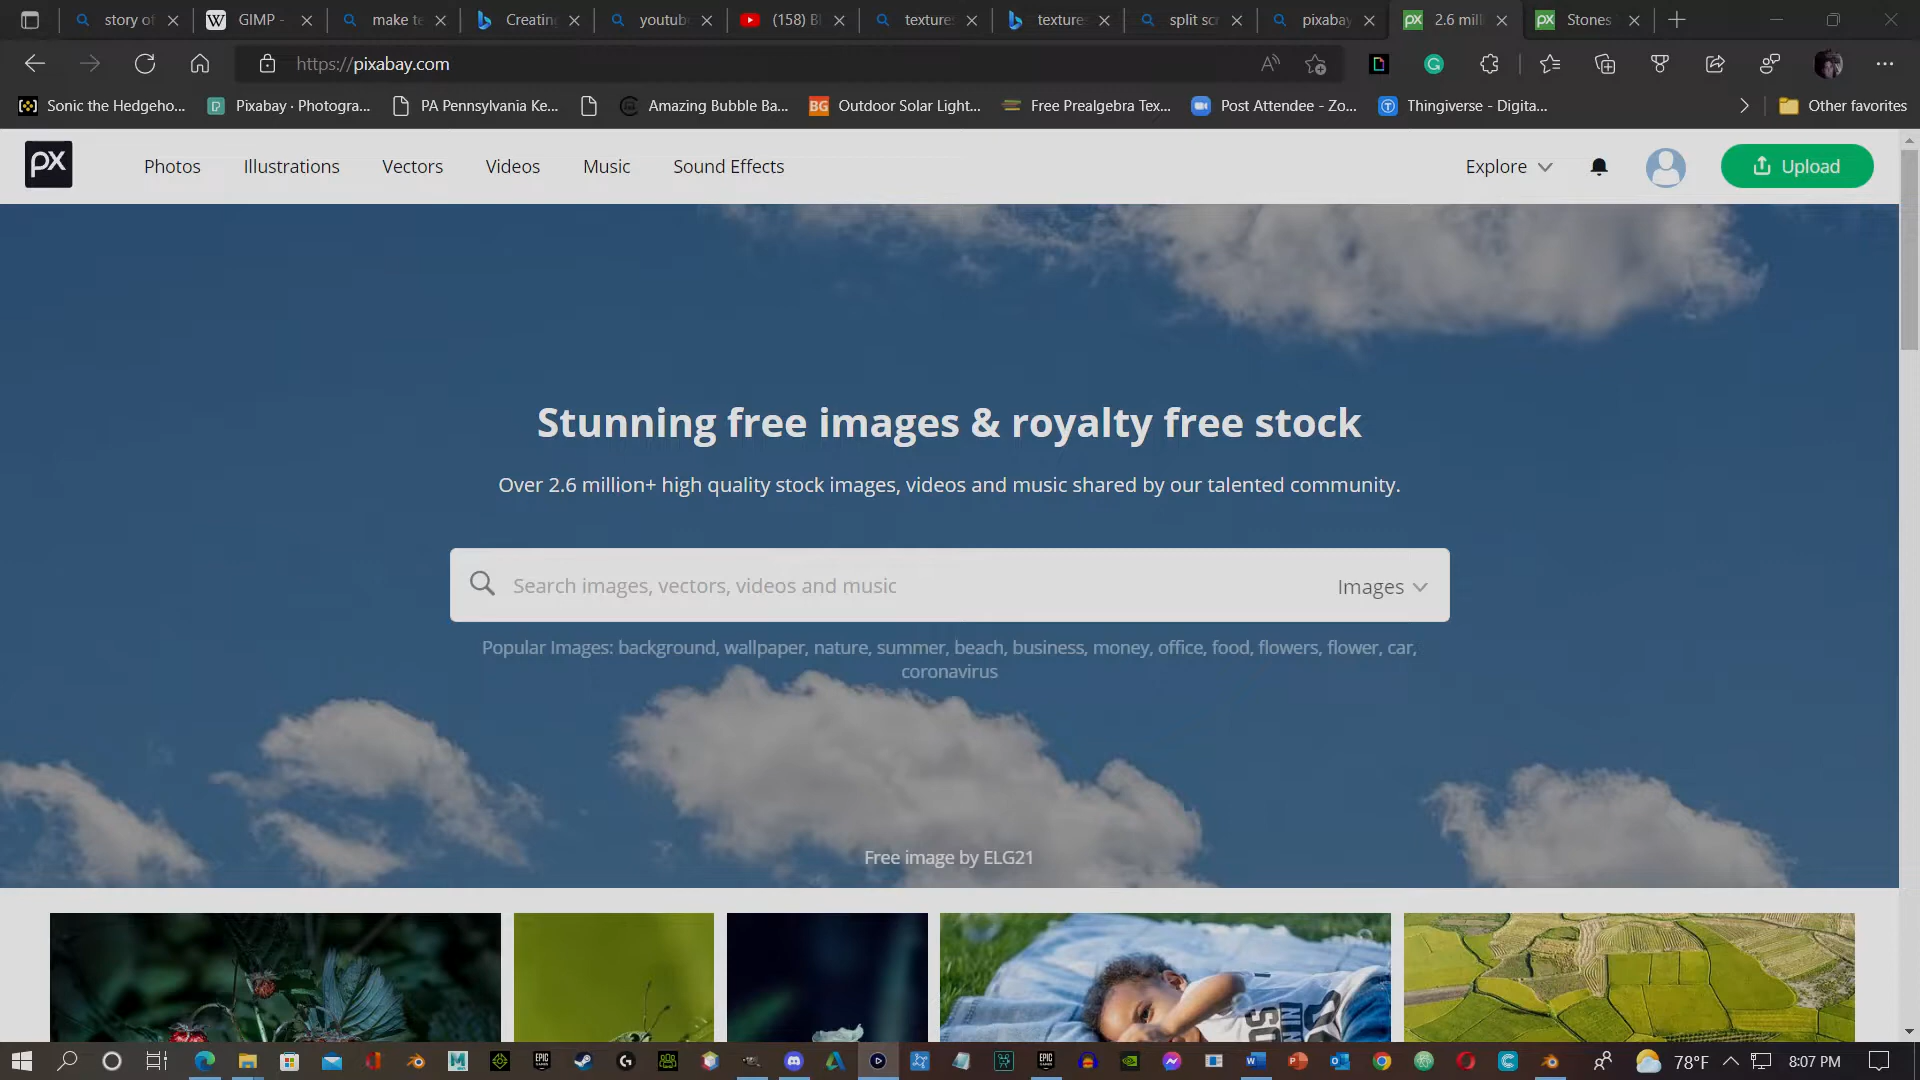 story of
GIMP -
make te
Creatin
youtub
(158) B
texture
texture
split scr
pixabay
2.6 mill
Stones
https://pixabay.com
Sonic the Hedgeho...
Pixabay · Photogra...
PA Pennsylvania Ke...
Amazing Bubble Ba...
BG
Outdoor Solar Light...
Free Prealgebra Tex...
Post Attendee - Zo...
Thingiverse - Digita...
Other favorites
px
Photos
Illustrations
Vectors
Videos
Music
Sound Effects
Explore
Upload
Stunning free images & royalty free stock
Over 2.6 million+ high quality stock images, videos and music shared by our talented community.
Search images, vectors, videos and music
Images
Popular Images: background, wallpaper, nature, summer, beach, business, money, office, food, flowers, flower, car,
coronavirus
Free image by ELG21
78°F
8:07 PM